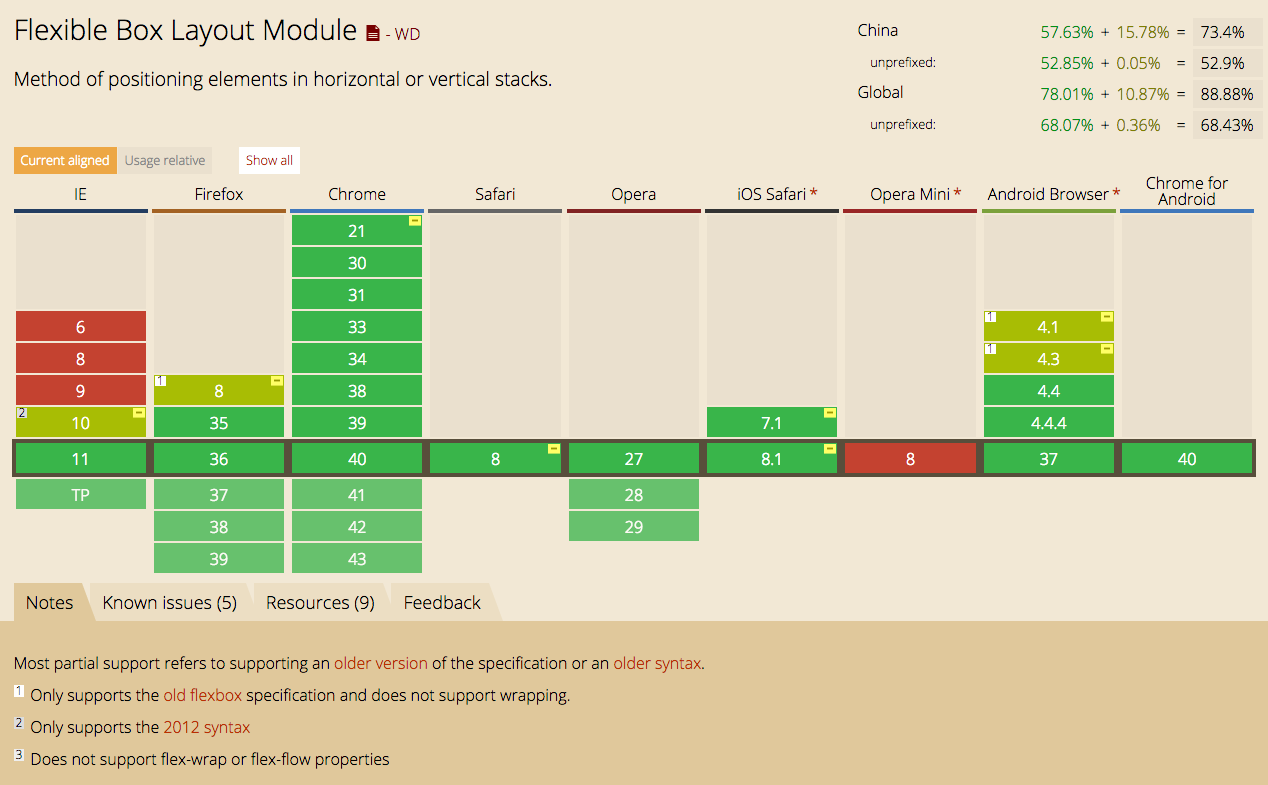 Flexible Box Layout Module - WD
Method of positioning elements in horizontal or vertical stacks.
China 57.63% + 15.78% = 73.4%
unprefixed: 52.85% + 0.05% = 52.9%
Global 78.01% + 10.87% = 88.88%
unprefixed: 68.07% + 0.36% = 68.43%
Current aligned Usage relative Show all
IE Firefox Chrome Safari Opera iOS Safari * Opera Mini * Android Browser * Chrome for
Android
21 -
30
31
6 33 1 4.1 -
8 34 1 4.3 -
9 1 8 - 38 4.4
2 10 - 35 39 7.1 - 4.4.4
11 36 40 8 - 27 8.1 - 8 37 40
TP 37 41 28
38 42 29
39 43
Notes Known issues (5) Resources (9) Feedback
Most partial support refers to supporting an older version of the specification or an older syntax.
1 Only supports the old flexbox specification and does not support wrapping.
2 Only supports the 2012 syntax
3 Does not support flex-wrap or flex-flow properties